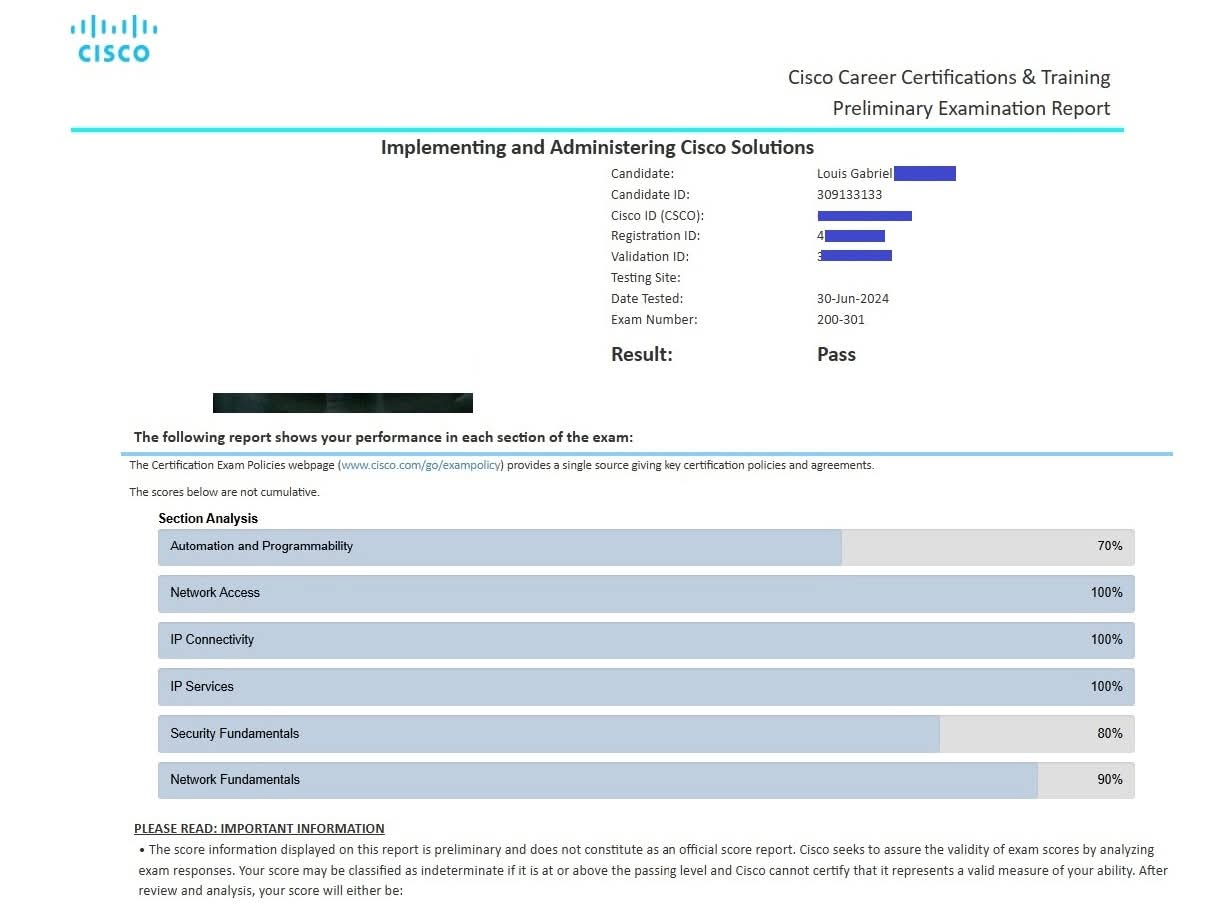 CISCO
Cisco Career Certifications & Training
Preliminary Examination Report
Implementing and Administering Cisco Solutions
Candidate: Louis Gabriel
Candidate ID: 309133133
Cisco ID (CSCO):
Registration ID: 4
Validation ID:
Testing Site:
Date Tested: 30-Jun-2024
Exam Number: 200-301
Result: Pass
The following report shows your performance in each section of the exam:
The Certification Exam Policies webpage (www.cisco.com/go/exampolicy) provides a single source giving key certification policies and agreements.
The scores below are not cumulative.
Section Analysis
Automation and Programmability 70%
Network Access 100%
IP Connectivity 100%
IP Services 100%
Security Fundamentals 80%
Network Fundamentals 90%
PLEASE READ: IMPORTANT INFORMATION
• The score information displayed on this report is preliminary and does not constitute as an official score report. Cisco seeks to assure the validity of exam scores by analyzing
exam responses. Your score may be classified as indeterminate if it is at or above the passing level and Cisco cannot certify that it represents a valid measure of your ability. After
review and analysis, your score will either be: